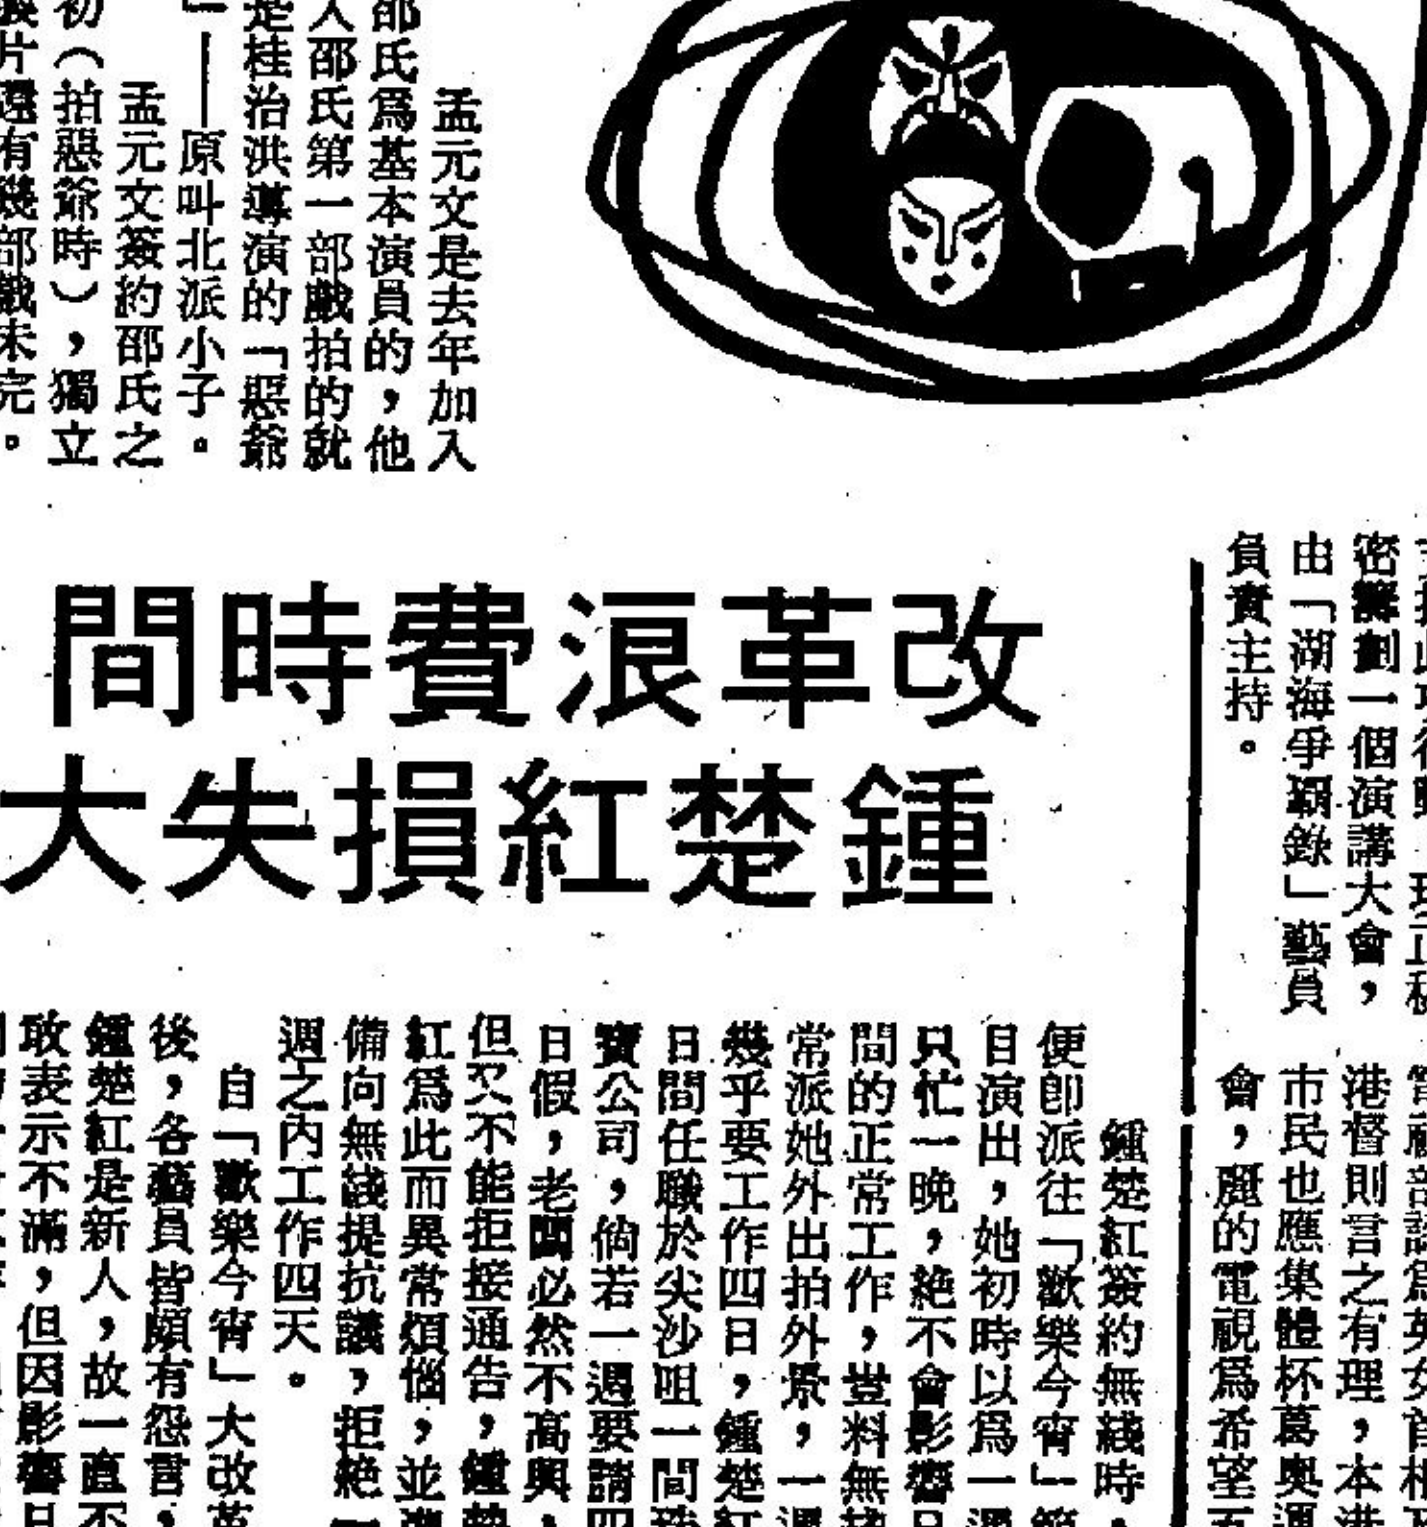 孟元文是去年加入
邵氏爲基本演員的，他
入邵氏第一部戲拍的就
是桂治洪導演的「惡爺
」——原叫北派小子。
孟元文簽約邵氏之
初（拍惡爺時），獨立
片還有幾部戲未完。
密籌劃一個演講大會，
由「湖海爭覇錄」藝員
負責主持。
港督則言之有理，本港
市民也應集體杯葛奧運
會，麗的電視爲希望
改革浪費時間
鍾楚紅損失大
鍾楚紅簽約無綫時，
便卽派往「歡樂今宵」節
目演出，她初時以爲一週
只忙一晚，絕不會影響日
間的正常工作，豈料無綫
常派她外出拍外景，一週
幾乎要工作四日，鍾楚紅
日間任職於尖沙咀一間珠
寶公司，倘若一週要請四
日假，老闆必然不高興，
但又不能拒接通告，鍾楚
紅爲此而異常煩惱，並準
備向無綫提抗議，拒絕一
週之內工作四天。
自「歡樂今宵」大改革
後，各藝員皆頗有怨言，
鍾楚紅是新人，故一直不
敢表示不滿，但因影響日